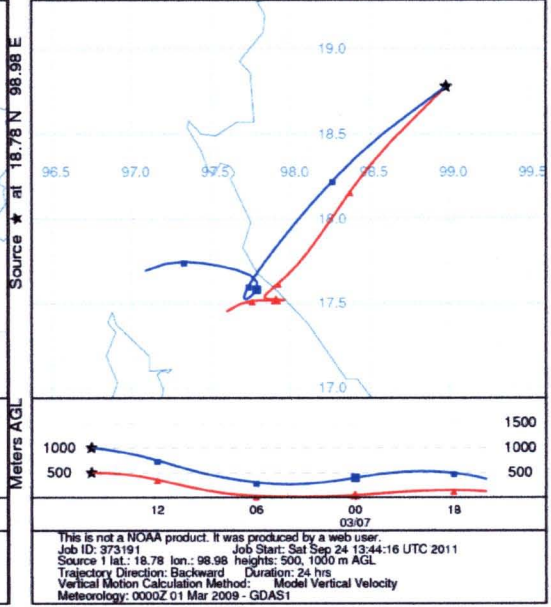 Source ★ at 18.78 N 98.98 E
19.0
18.5
96.5 97.0 97.5 98.0 98.5 99.0 99.5
18.0
17.5
17.0
Meters AGL
1500
1000 1000
500 500
12 06 00 18
03/07
This is not a NOAA product. It was produced by a web user.
Job ID: 373191 Job Start: Sat Sep 24 13:44:16 UTC 2011
Source 1 lat.: 18.78 lon.: 98.98 heights: 500, 1000 m AGL
Trajectory Direction: Backward Duration: 24 hrs
Vertical Motion Calculation Method: Model Vertical Velocity
Meteorology: 0000Z 01 Mar 2009 - GDAS1